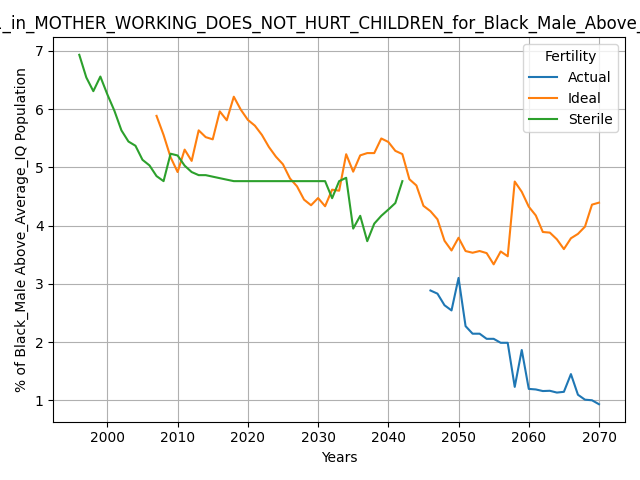 _in_MOTHER_WORKING_DOES_NOT_HURT_CHILDREN_for_Black_Male_Above_
Fertility
Actual
Ideal
Sterile
% of Black_Male Above_Average_IQ Population
7
6
5
4
3
2
1
2000 2010 2020 2030 2040 2050 2060 2070
Years